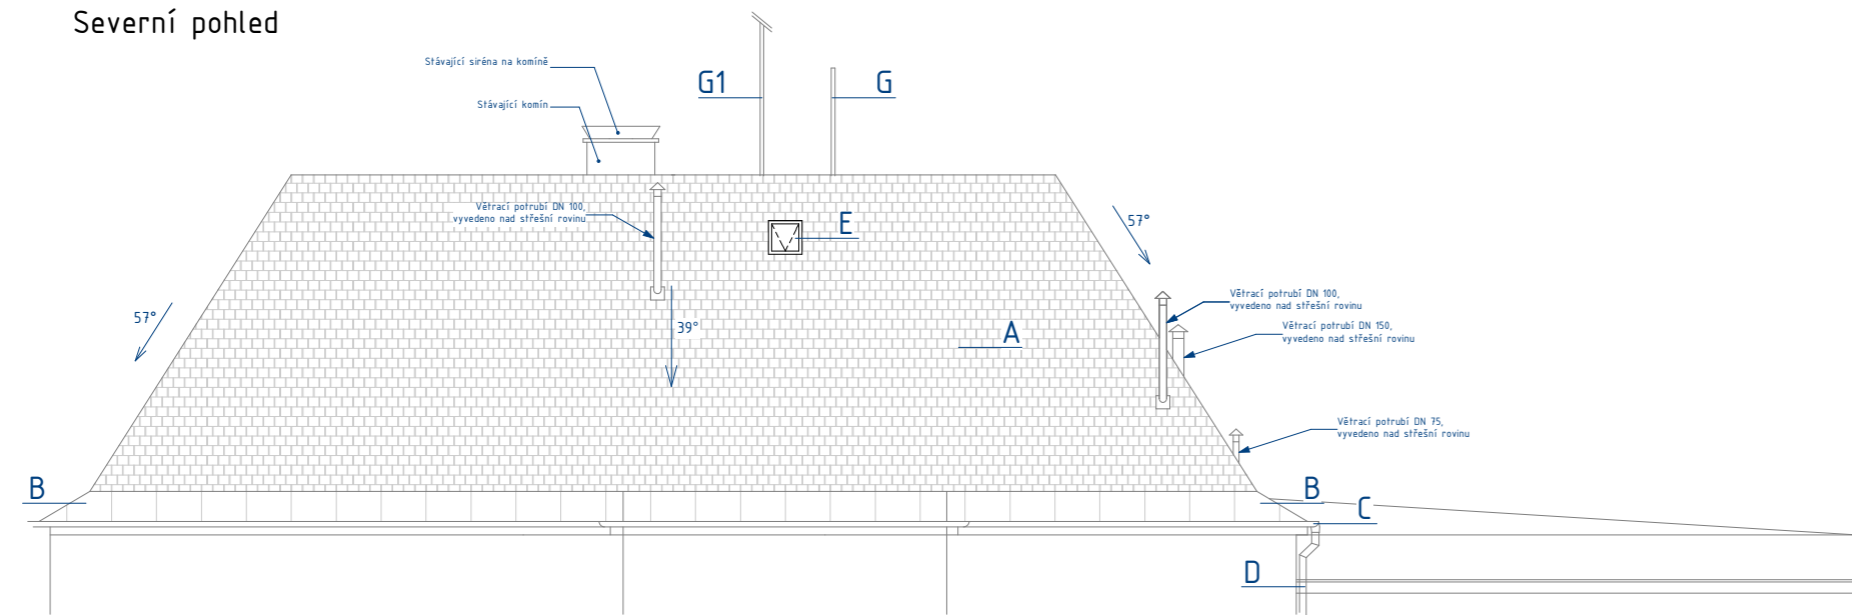 Severní pohled
Stávající siréna na komíně
Stávající komín
G1
G
Větrací potrubí DN 100,
vyvedeno nad střešní rovinu
E
57°
57°
39°
A
Větrací potrubí DN 100,
vyvedeno nad střešní rovinu
Větrací potrubí DN 150,
vyvedeno nad střešní rovinu
Větrací potrubí DN 75,
vyvedeno nad střešní rovinu
B
B
C
D